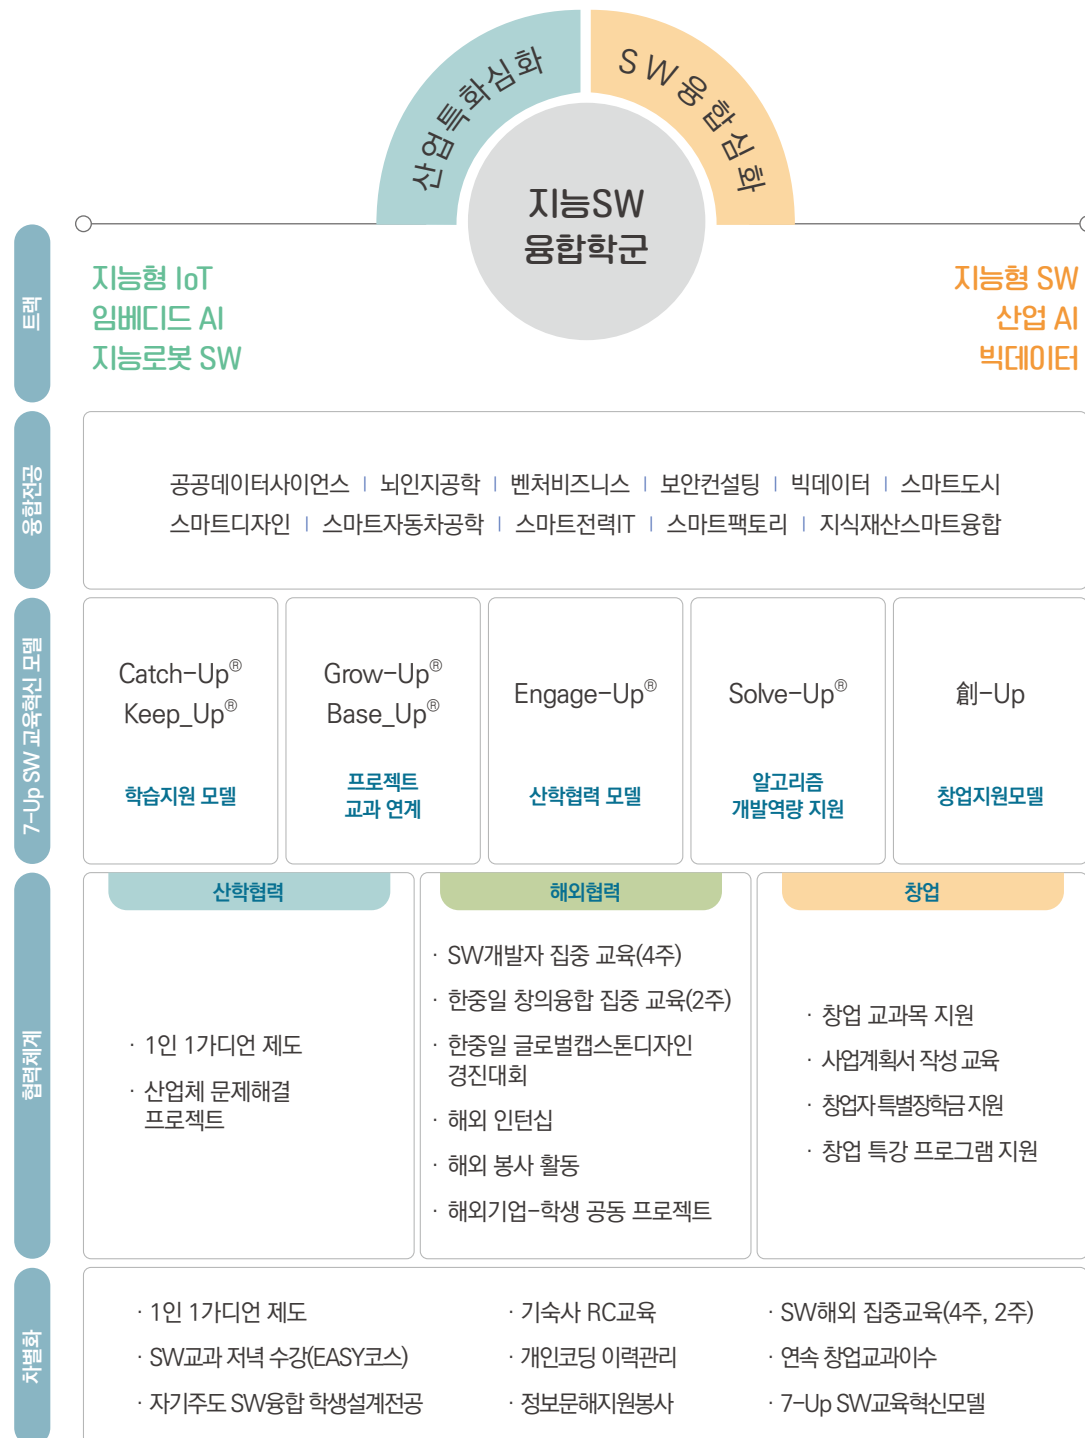 산업특화심화
SW융합심화
지능SW
융합학군
트랙
지능형 IoT
임베디드 AI
지능로봇 SW
지능형 SW
산업 AI
빅데이터
융합전공
공공데이터사이언스 | 뇌인지공학 | 벤처비즈니스 | 보안컨설팅 | 빅데이터 | 스마트도시
스마트디자인 | 스마트자동차공학 | 스마트전력IT | 스마트팩토리 | 지식재산스마트융합
7-Up SW 교육혁신 모델
Catch-Up®
Keep_Up®
학습지원 모델
Grow-Up®
Base_Up®
프로젝트
교과 연계
Engage-Up®
산학협력 모델
Solve-Up®
알고리즘
개발역량 지원
創-Up
창업지원모델
협력체계
산학협력
· 1인 1가디언 제도
· 산업체 문제해결
프로젝트
해외협력
· SW개발자 집중 교육(4주)
· 한중일 창의융합 집중 교육(2주)
· 한중일 글로벌캡스톤디자인
경진대회
· 해외 인턴십
· 해외 봉사 활동
· 해외기업-학생 공동 프로젝트
창업
· 창업 교과목 지원
· 사업계획서 작성 교육
· 창업자 특별장학금 지원
· 창업 특강 프로그램 지원
차별화
· 1인 1가디언 제도
· SW교과 저녁 수강(EASY코스)
· 자기주도 SW융합 학생설계전공
· 기숙사 RC교육
· 개인코딩 이력관리
· 정보문해지원봉사
· SW해외 집중교육(4주, 2주)
· 연속 창업교과이수
· 7-Up SW교육혁신모델